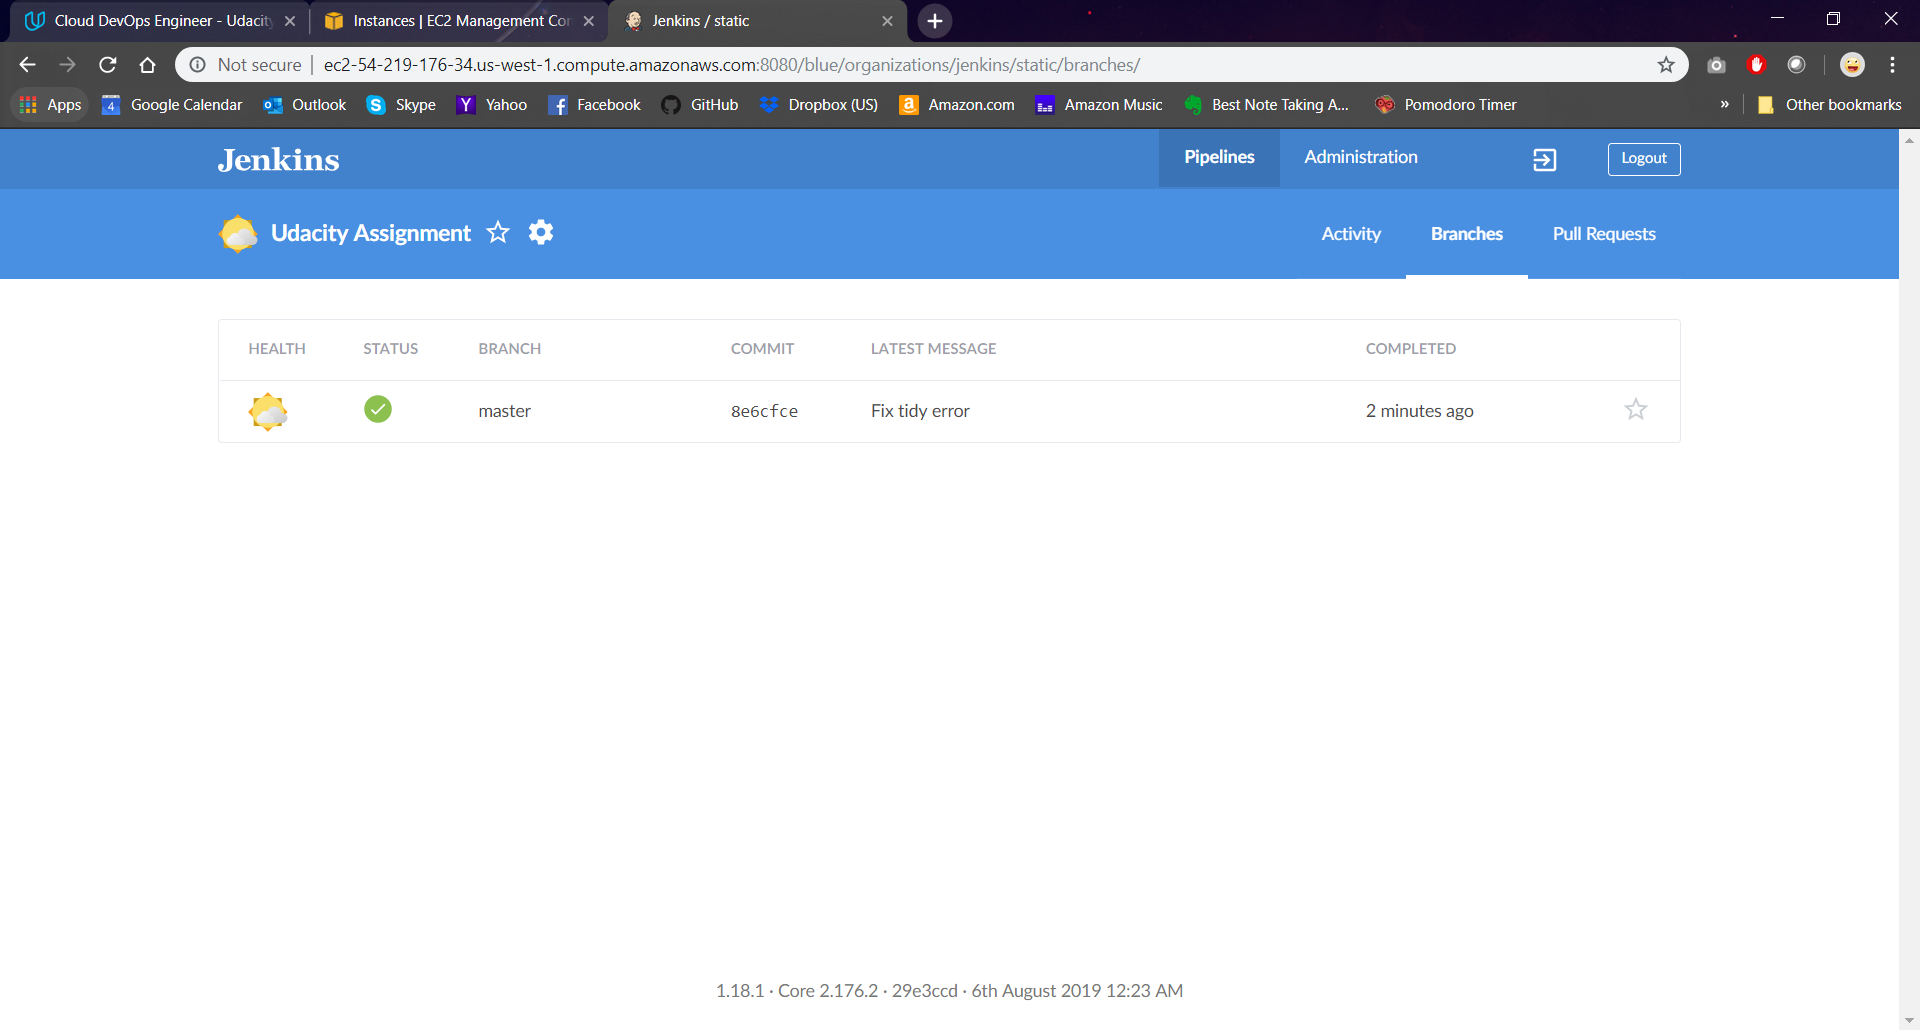 Cloud DevOps Engineer - Udacity
Instances | EC2 Management Con
Jenkins / static
Not secure | ec2-54-219-176-34.us-west-1.compute.amazonaws.com:8080/blue/organizations/jenkins/static/branches/
Apps 4 Google Calendar Outlook Skype Yahoo Facebook GitHub Dropbox (US) Amazon.com Amazon Music Best Note Taking A... Pomodoro Timer » Other bookmarks
Jenkins Pipelines Administration Logout
Udacity Assignment Activity Branches Pull Requests
HEALTH STATUS BRANCH COMMIT LATEST MESSAGE COMPLETED
master 8e6cfce Fix tidy error 2 minutes ago
1.18.1 · Core 2.176.2 · 29e3ccd · 6th August 2019 12:23 AM